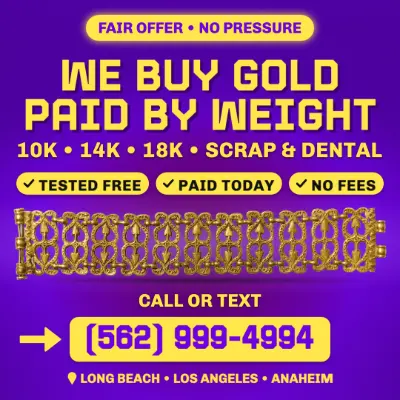 FAIR OFFER • NO PRESSURE
WE BUY GOLD
PAID BY WEIGHT
10K • 14K • 18K • SCRAP & DENTAL
✓ TESTED FREE ✓ PAID TODAY ✓ NO FEES
CALL OR TEXT
(562) 999-4994
LONG BEACH • LOS ANGELES • ANAHEIM